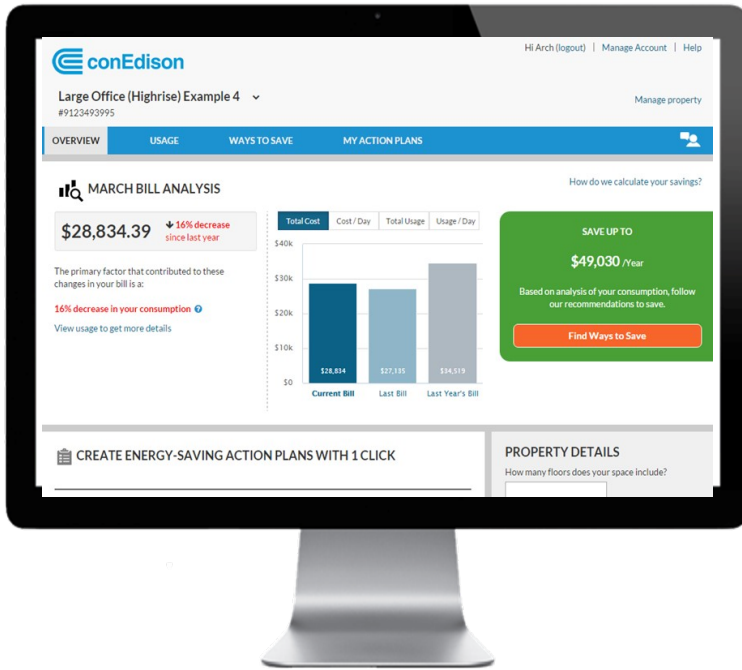 conEdison
Hi Arch (logout) | Manage Account | Help
Large Office (Highrise) Example 4
#9123493995
Manage property
OVERVIEW USAGE WAYS TO SAVE MY ACTION PLANS
MARCH BILL ANALYSIS
How do we calculate your savings?
$28,834.39
16% decrease
since last year
The primary factor that contributed to these
changes in your bill is a:
16% decrease in your consumption ?
View usage to get more details
Total Cost Cost / Day Total Usage Usage / Day
$40k
$30k
$20k
$10k
$0
$28,834 $27,135 $34,519
Current Bill Last Bill Last Year's Bill
SAVE UP TO
$49,030 /Year
Based on analysis of your consumption, follow
our recommendations to save.
Find Ways to Save
CREATE ENERGY-SAVING ACTION PLANS WITH 1 CLICK
PROPERTY DETAILS
How many floors does your space include?